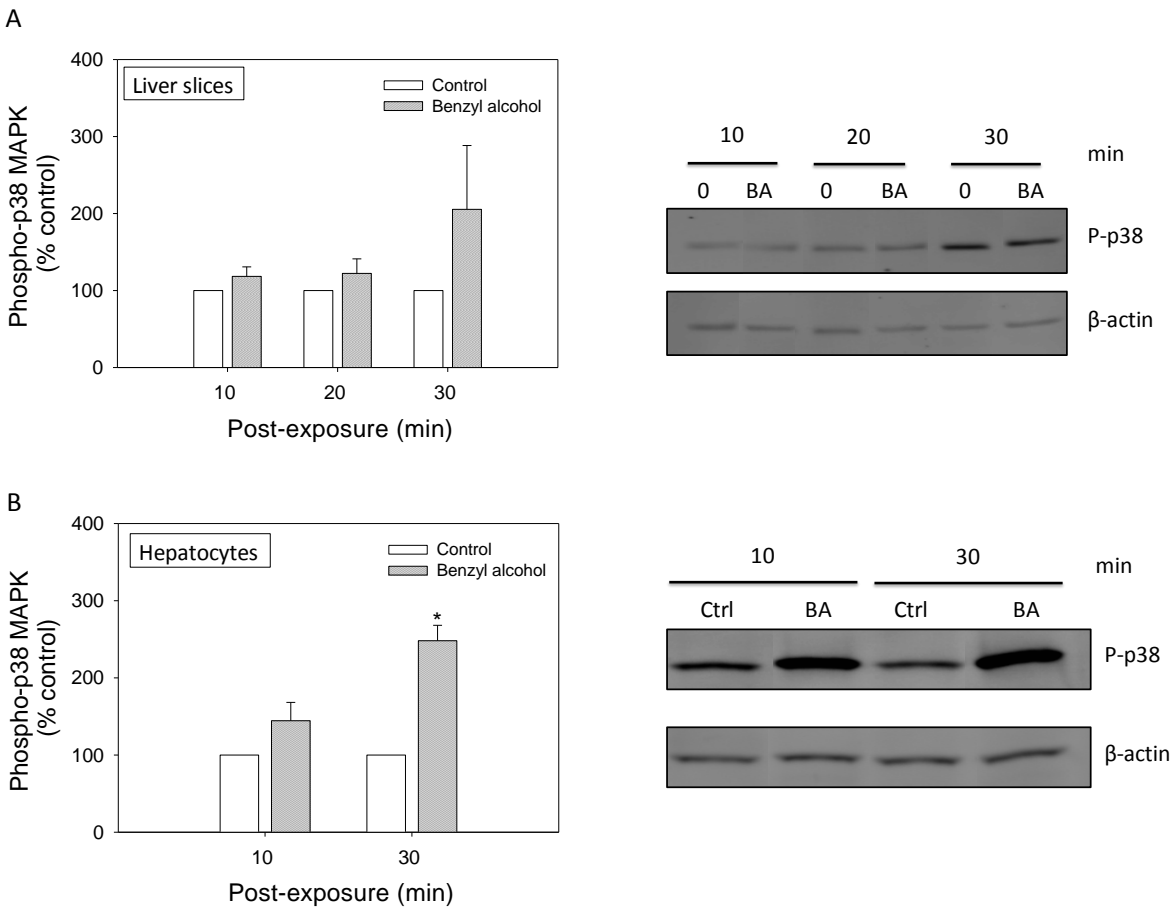 A
400
300
200
100
0
Phospho-p38 MAPK
(% control)
Liver slices
Control
Benzyl alcohol
10 20 30
Post-exposure (min)
10 20 30 min
0 BA 0 BA 0 BA
P-p38
β-actin
B
400
300
200
100
0
Phospho-p38 MAPK
(% control)
Hepatocytes
Control
Benzyl alcohol
*
10 30
Post-exposure (min)
10 30 min
Ctrl BA Ctrl BA
P-p38
β-actin